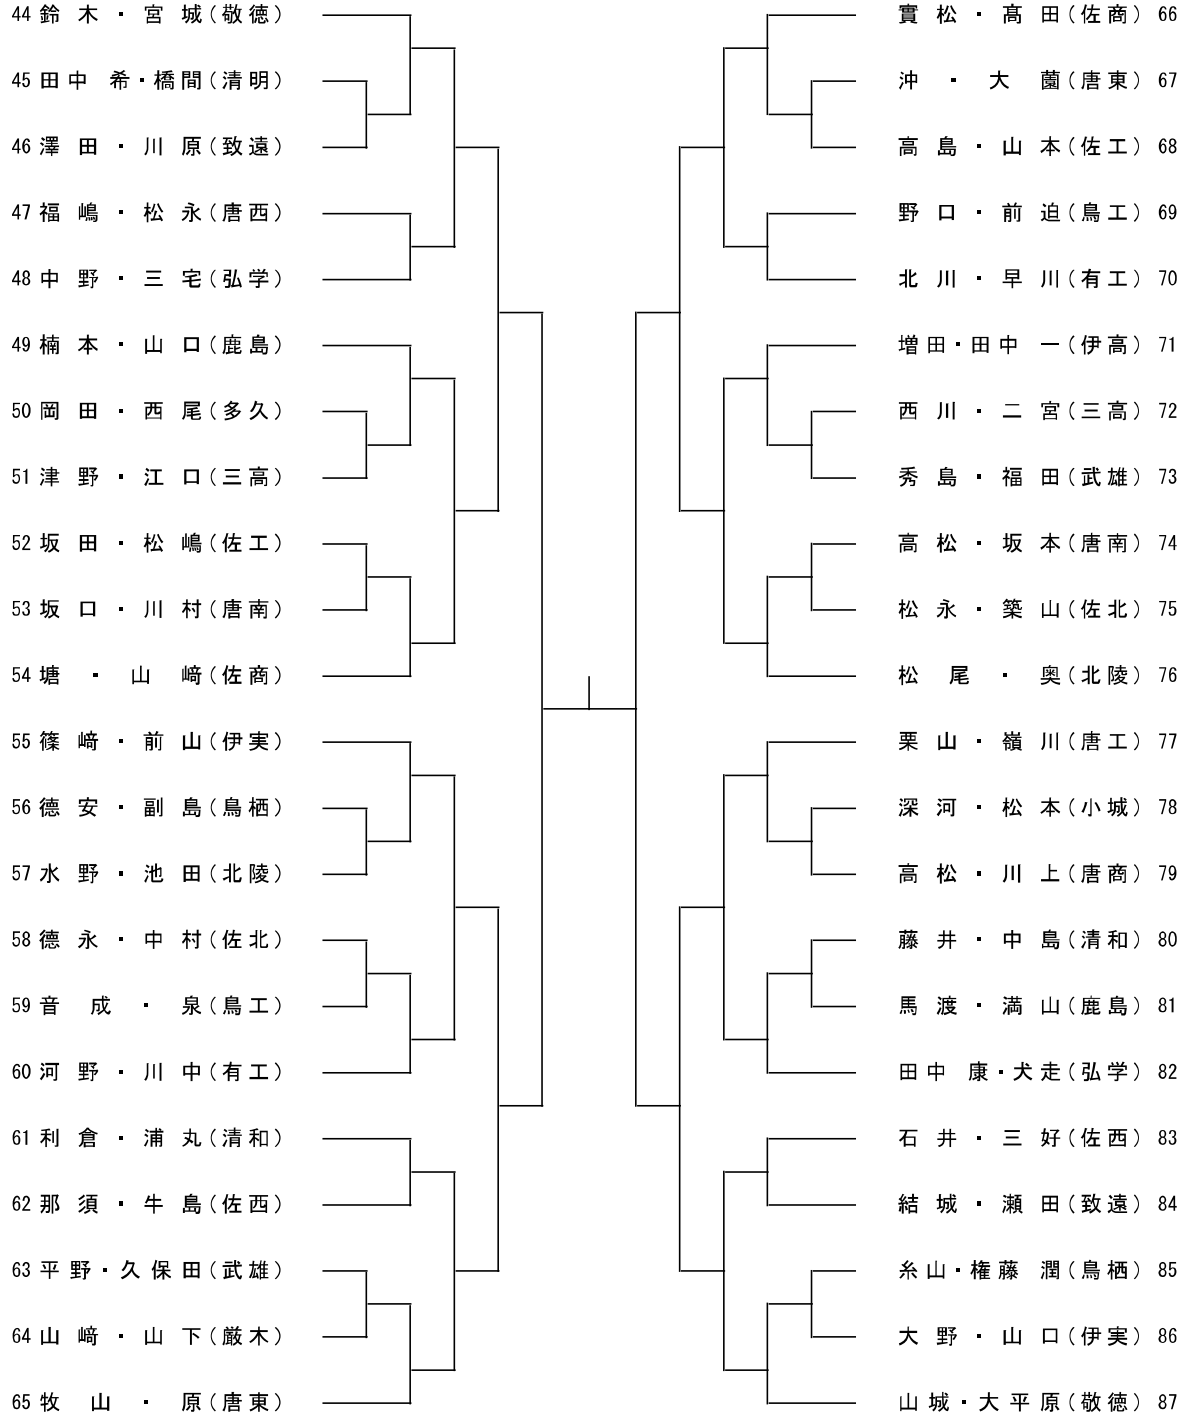 44 鈴木・宮城(敬徳)
45 田中希・橋間(清明)
46 澤田・川原(致遠)
47 福嶋・松永(唐西)
48 中野・三宅(弘学)
49 楠本・山口(鹿島)
50 岡田・西尾(多久)
51 津野・江口(三高)
52 坂田・松嶋(佐工)
53 坂口・川村(唐南)
54 塘・山﨑(佐商)
55 篠﨑・前山(伊実)
56 德安・副島(鳥栖)
57 水野・池田(北陵)
58 德永・中村(佐北)
59 音成・泉(鳥工)
60 河野・川中(有工)
61 利倉・浦丸(清和)
62 那須・牛島(佐西)
63 平野・久保田(武雄)
64 山﨑・山下(厳木)
65 牧山・原(唐東)
實松・髙田(佐商) 66
沖・大薗(唐東) 67
高島・山本(佐工) 68
野口・前迫(鳥工) 69
北川・早川(有工) 70
増田・田中一(伊高) 71
西川・二宮(三高) 72
秀島・福田(武雄) 73
高松・坂本(唐南) 74
松永・築山(佐北) 75
松尾・奥(北陵) 76
栗山・嶺川(唐工) 77
深河・松本(小城) 78
高松・川上(唐商) 79
藤井・中島(清和) 80
馬渡・満山(鹿島) 81
田中康・犬走(弘学) 82
石井・三好(佐西) 83
結城・瀬田(致遠) 84
糸山・権藤潤(鳥栖) 85
大野・山口(伊実) 86
山城・大平原(敬徳) 87